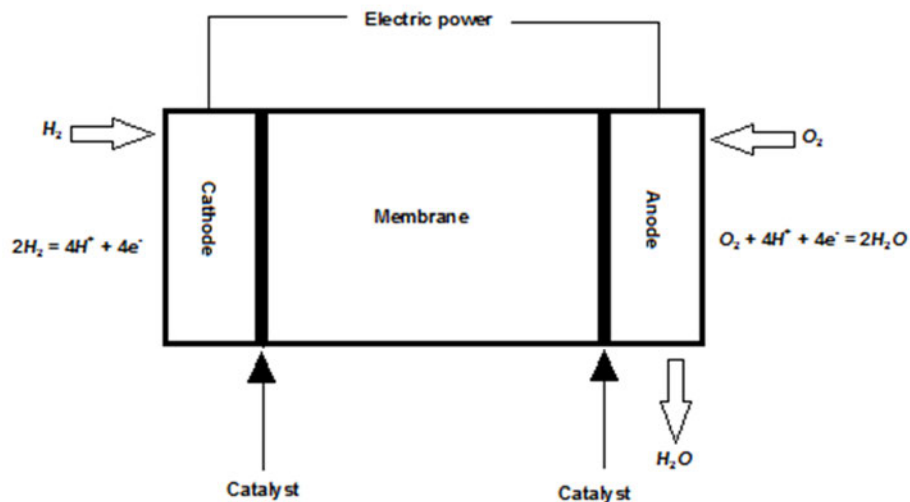 Electric power
H₂
O₂
Cathode
Membrane
Anode
2H₂ = 4H⁺ + 4e⁻
O₂ + 4H⁺ + 4e⁻ = 2H₂O
H₂O
Catalyst
Catalyst